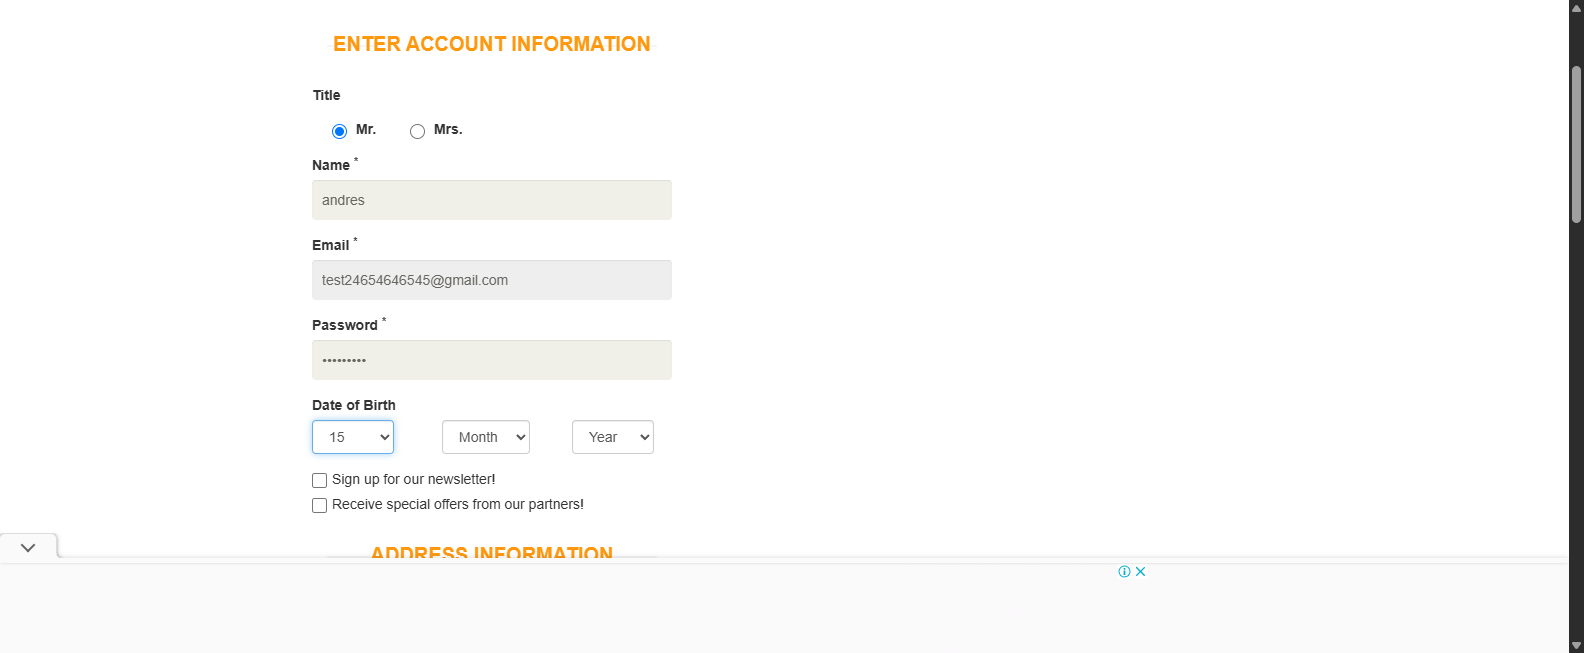 ENTER ACCOUNT INFORMATION
Title
Mr. Mrs.
Name *
andres
Email *
test24654646545@gmail.com
Password *
•••••••••
Date of Birth
15 Month Year
Sign up for our newsletter!
Receive special offers from our partners!
ADDRESS INFORMATION